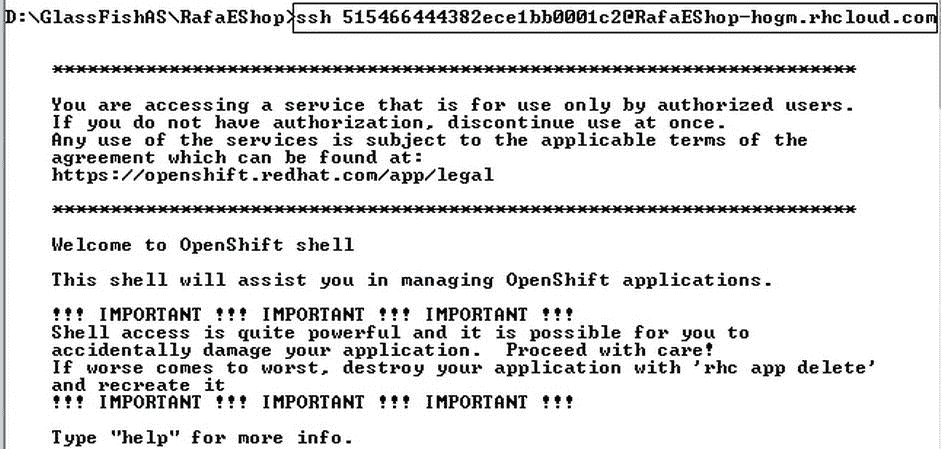 D:\GlassFishAS\RafaEShop>ssh 515466444382ece1bb0001c2@RafaEShop-hogm.rhcloud.com
*********************************************************************
You are accessing a service that is for use only by authorized users.
If you do not have authorization, discontinue use at once.
Any use of the services is subject to the applicable terms of the
agreement which can be found at:
https://openshift.redhat.com/app/legal
*********************************************************************
Welcome to OpenShift shell
This shell will assist you in managing OpenShift applications.
!!! IMPORTANT !!! IMPORTANT !!! IMPORTANT !!!
Shell access is quite powerful and it is possible for you to
accidentally damage your application.  Proceed with care!
If worse comes to worst, destroy your application with 'rhc app delete'
and recreate it
!!! IMPORTANT !!! IMPORTANT !!! IMPORTANT !!!
Type "help" for more info.